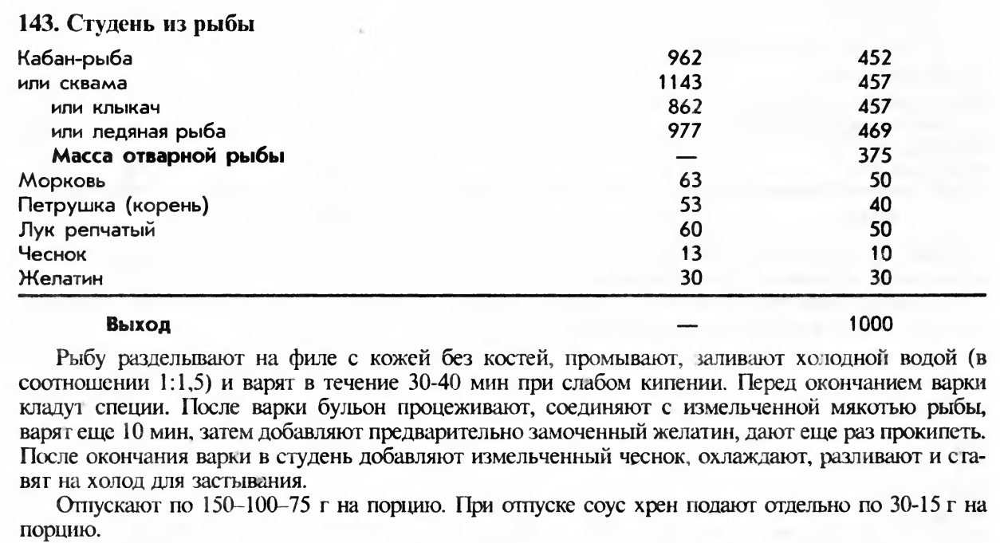 143. Студень из рыбы
Кабан-рыба 962 452
или сквама 1143 457
или клыкач 862 457
или ледяная рыба 977 469
Масса отварной рыбы — 375
Морковь 63 50
Петрушка (корень) 53 40
Лук репчатый 60 50
Чеснок 13 10
Желатин 30 30
Выход — 1000
Рыбу разделывают на филе с кожей без костей, промывают, заливают холодной водой (в
соотношении 1:1,5) и варят в течение 30-40 мин при слабом кипении. Перед окончанием варки
кладут специи. После варки бульон процеживают, соединяют с измельченной мякотью рыбы,
варят еще 10 мин, затем добавляют предварительно замоченный желатин, дают еще раз прокипеть.
После окончания варки в студень добавляют измельченный чеснок, охлаждают, разливают и ста-
вят на холод для застывания.
Отпускают по 150–100–75 г на порцию. При отпуске соус хрен подают отдельно по 30-15 г на
порцию.